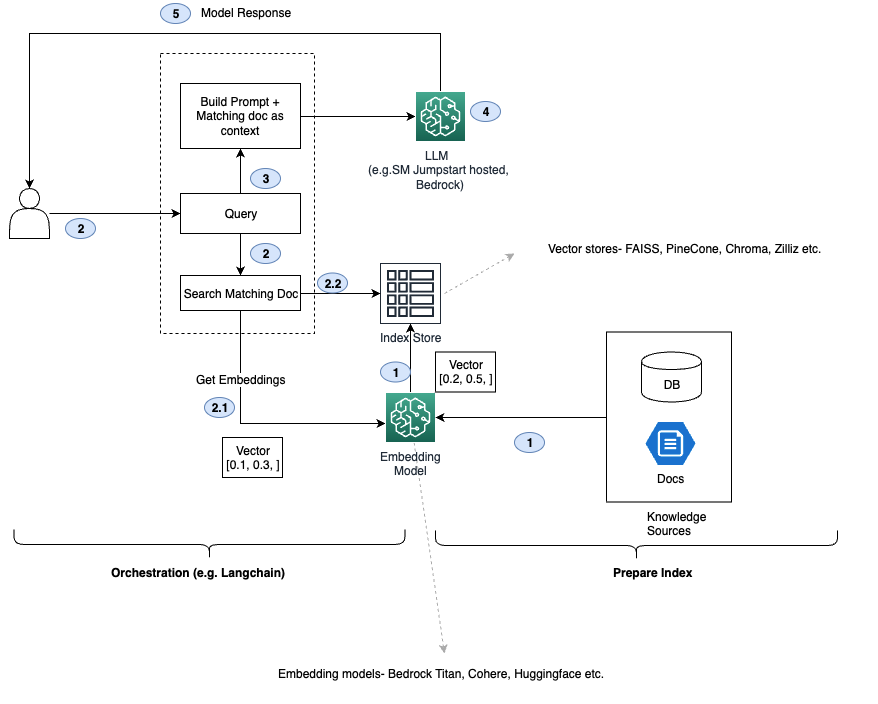 5
Model Response
Build Prompt +
Matching doc as
context
4
LLM
(e.g.SM Jumpstart hosted,
Bedrock)
3
Query
2
2
Search Matching Doc
2.2
Vector stores- FAISS, PineCone, Chroma, Zilliz etc.
Index Store
1
Vector
[0.2, 0.5, ]
DB
Get Embeddings
2.1
Vector
[0.1, 0.3, ]
Embedding
Model
1
Docs
Knowledge
Sources
Orchestration (e.g. Langchain)
Prepare Index
Embedding models- Bedrock Titan, Cohere, Huggingface etc.